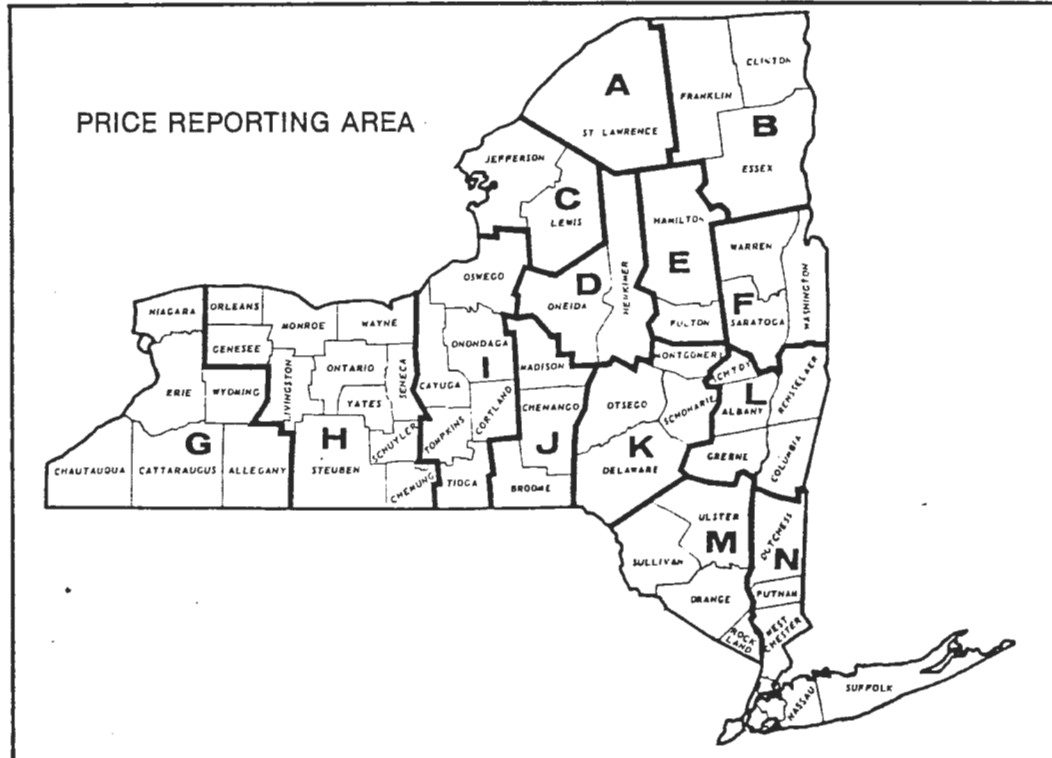 PRICE REPORTING AREA
A
ST LAWRENCE
FRANKLIN
CLINTON
B
ESSEX
JEFFERSON
C
LEWIS
HAMILTON
E
FULTON
WARREN
WASHINGTON
F
SARATOGA
OSWEGO
D
ONEIDA
HERKIMER
NIAGARA
ORLEANS
MONROE
WAYNE
GENESEE
ONTARIO
SENECA
ONONDAGA
I
MADISON
MONTGOMERY
SCHTDY
ERIE
WYOMING
LIVINGSTON
YATES
CAYUGA
CORTLAND
CHENANGO
OTSEGO
SCHOHARIE
L
ALBANY
RENSSELAER
G
H
SCHUYLER
TOMPKINS
J
K
GREENE
COLUMBIA
CHAUTAUQUA
CATTARAUGUS
ALLEGANY
STEUBEN
CHEMUNG
TIOGA
BROOME
DELAWARE
ULSTER
M
SULLIVAN
DUTCHESS
N
ORANGE
PUTNAM
ROCK
LAND
WEST
CHESTER
NASSAU
SUFFOLK